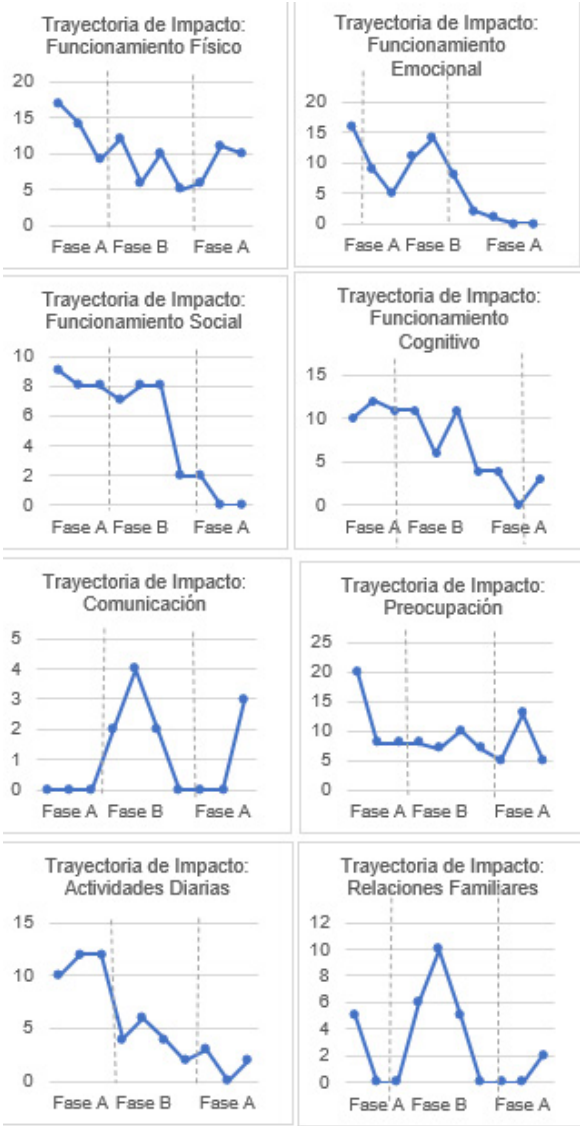 Trayectoria de Impacto:
Funcionamiento Físico
20
15
10
5
0
Fase A Fase B Fase A
Trayectoria de Impacto:
Funcionamiento
Emocional
20
15
10
5
0
Fase A Fase B Fase A
Trayectoria de Impacto:
Funcionamiento Social
10
8
6
4
2
0
Fase A Fase B Fase A
Trayectoria de Impacto:
Funcionamiento
Cognitivo
15
10
5
0
Fase A Fase B Fase A
Trayectoria de Impacto:
Comunicación
5
4
3
2
1
0
Fase A Fase B Fase A
Trayectoria de Impacto:
Preocupación
25
20
15
10
5
0
Fase A Fase B Fase A
Trayectoria de Impacto:
Actividades Diarias
15
10
5
0
Fase A Fase B Fase A
Trayectoria de Impacto:
Relaciones Familiares
12
10
8
6
4
2
0
Fase A Fase B Fase A